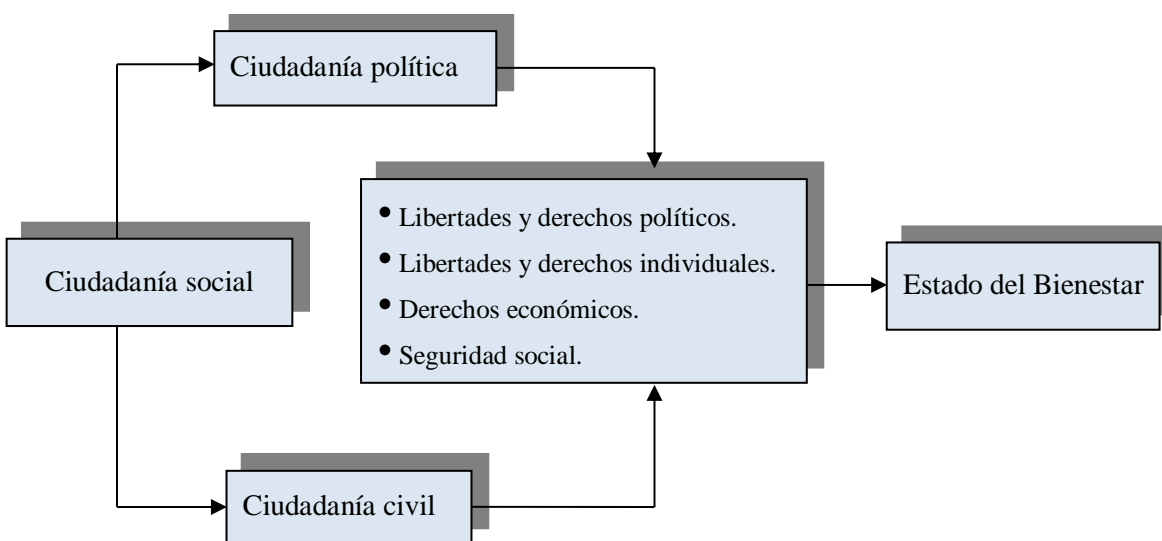 Ciudadanía política
Ciudadanía social
• Libertades y derechos políticos.
• Libertades y derechos individuales.
• Derechos económicos.
• Seguridad social.
Estado del Bienestar
Ciudadanía civil